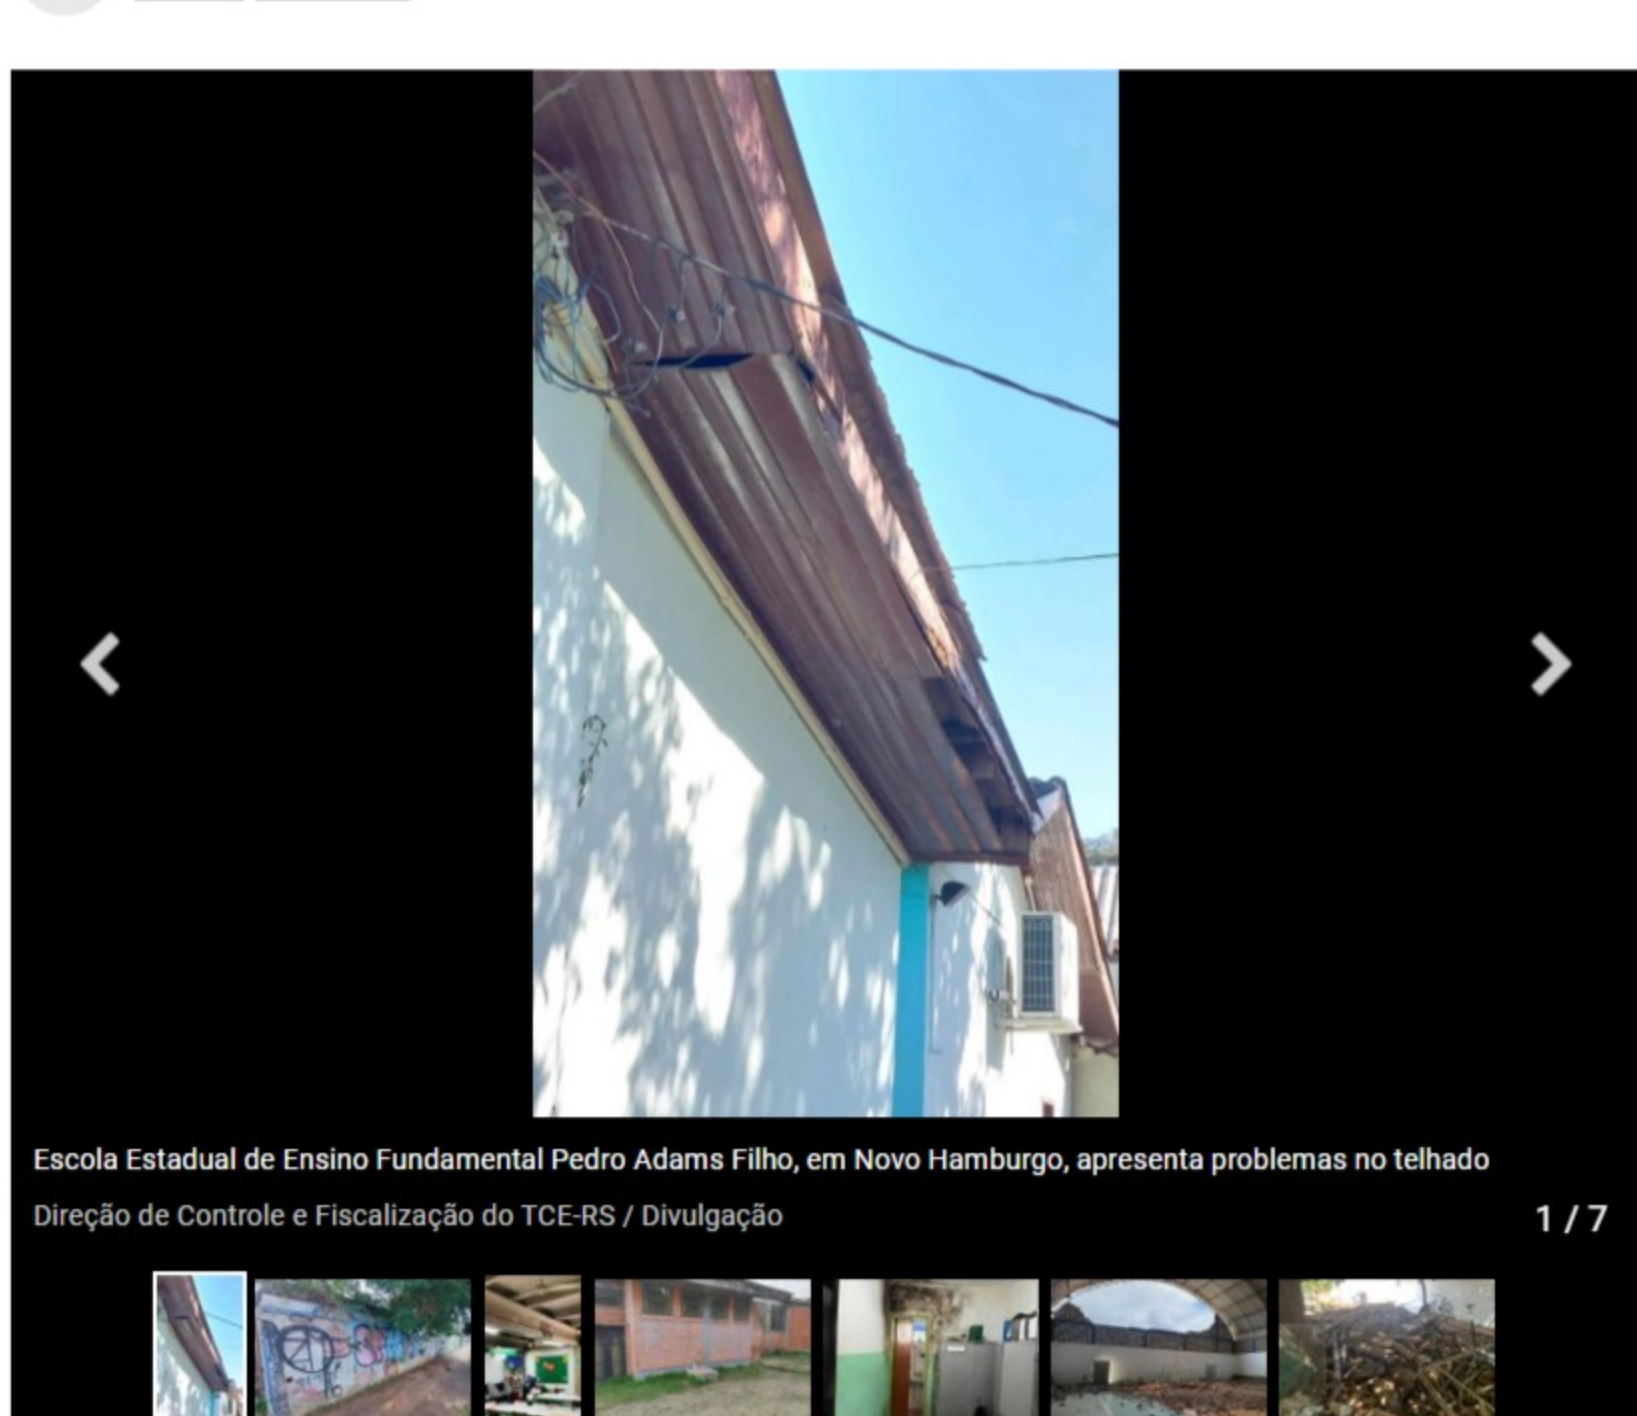 Escola Estadual de Ensino Fundamental Pedro Adams Filho, em Novo Hamburgo, apresenta problemas no telhado
Direção de Controle e Fiscalização do TCE-RS / Divulgação
1 / 7